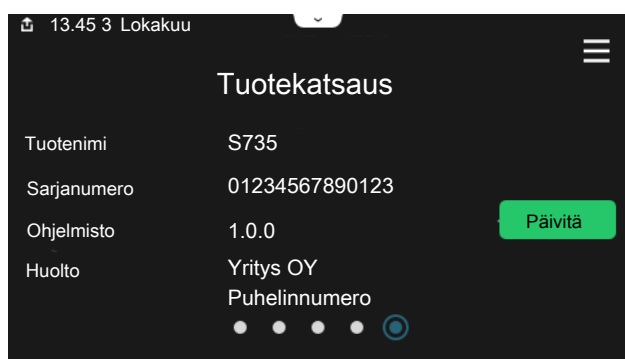 13.45 3 Lokakuu
Tuotekatsaus
Tuotenimi S735
Sarjanumero 01234567890123
Ohjelmisto 1.0.0 Päivitä
Huolto Yritys OY
Puhelinnumero